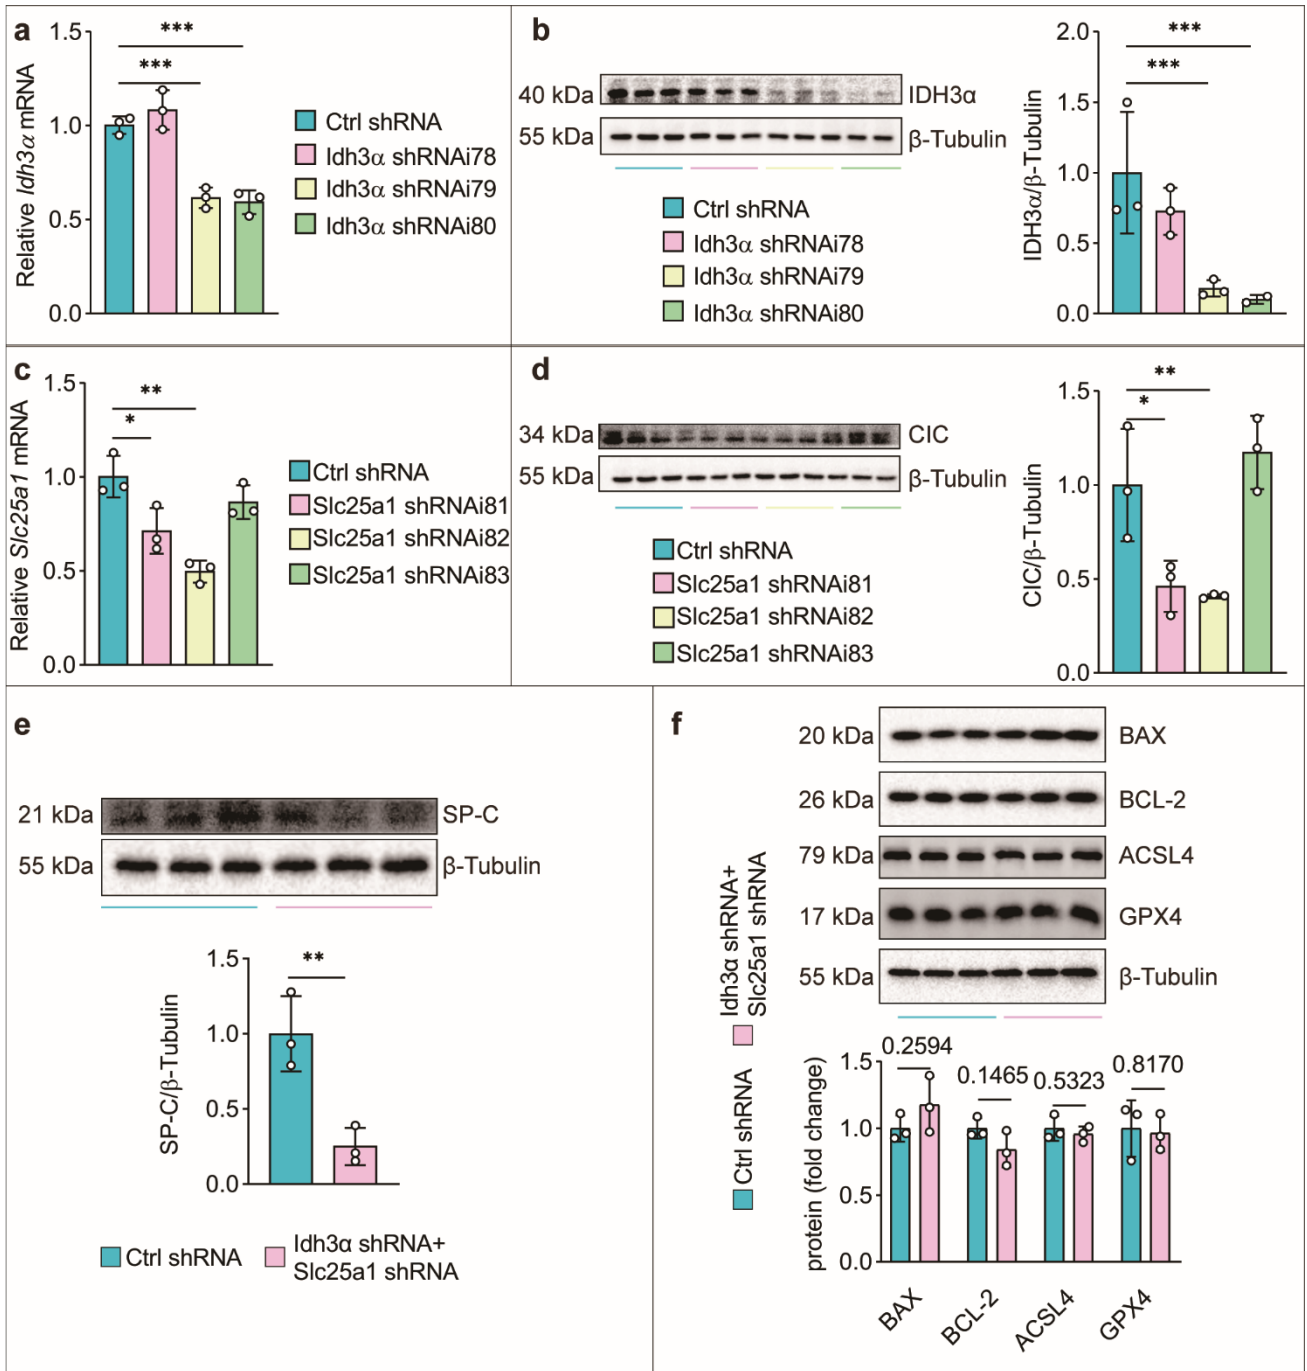 a
1.5
1.0
0.5
0.0
Relative Idh3α mRNA
***
***
Ctrl shRNA
Idh3α shRNAi78
Idh3α shRNAi79
Idh3α shRNAi80
b
40 kDa
IDH3α
55 kDa
β-Tubulin
Ctrl shRNA
Idh3α shRNAi78
Idh3α shRNAi79
Idh3α shRNAi80
2.0
1.5
1.0
0.5
0.0
IDH3α/β-Tubulin
***
***
c
1.5
1.0
0.5
0.0
Relative Slc25a1 mRNA
**
*
Ctrl shRNA
Slc25a1 shRNAi81
Slc25a1 shRNAi82
Slc25a1 shRNAi83
d
34 kDa
CIC
55 kDa
β-Tubulin
Ctrl shRNA
Slc25a1 shRNAi81
Slc25a1 shRNAi82
Slc25a1 shRNAi83
1.5
1.0
0.5
0.0
CIC/β-Tubulin
**
*
e
21 kDa
SP-C
55 kDa
β-Tubulin
1.5
1.0
0.5
0.0
SP-C/β-Tubulin
**
Ctrl shRNA
Idh3α shRNA+
Slc25a1 shRNA
f
20 kDa
BAX
26 kDa
BCL-2
79 kDa
ACSL4
17 kDa
GPX4
55 kDa
β-Tubulin
Ctrl shRNA
Idh3α shRNA+
Slc25a1 shRNA
1.5
1.0
0.5
0.0
protein (fold change)
0.2594
0.1465
0.5323
0.8170
BAX
BCL-2
ACSL4
GPX4